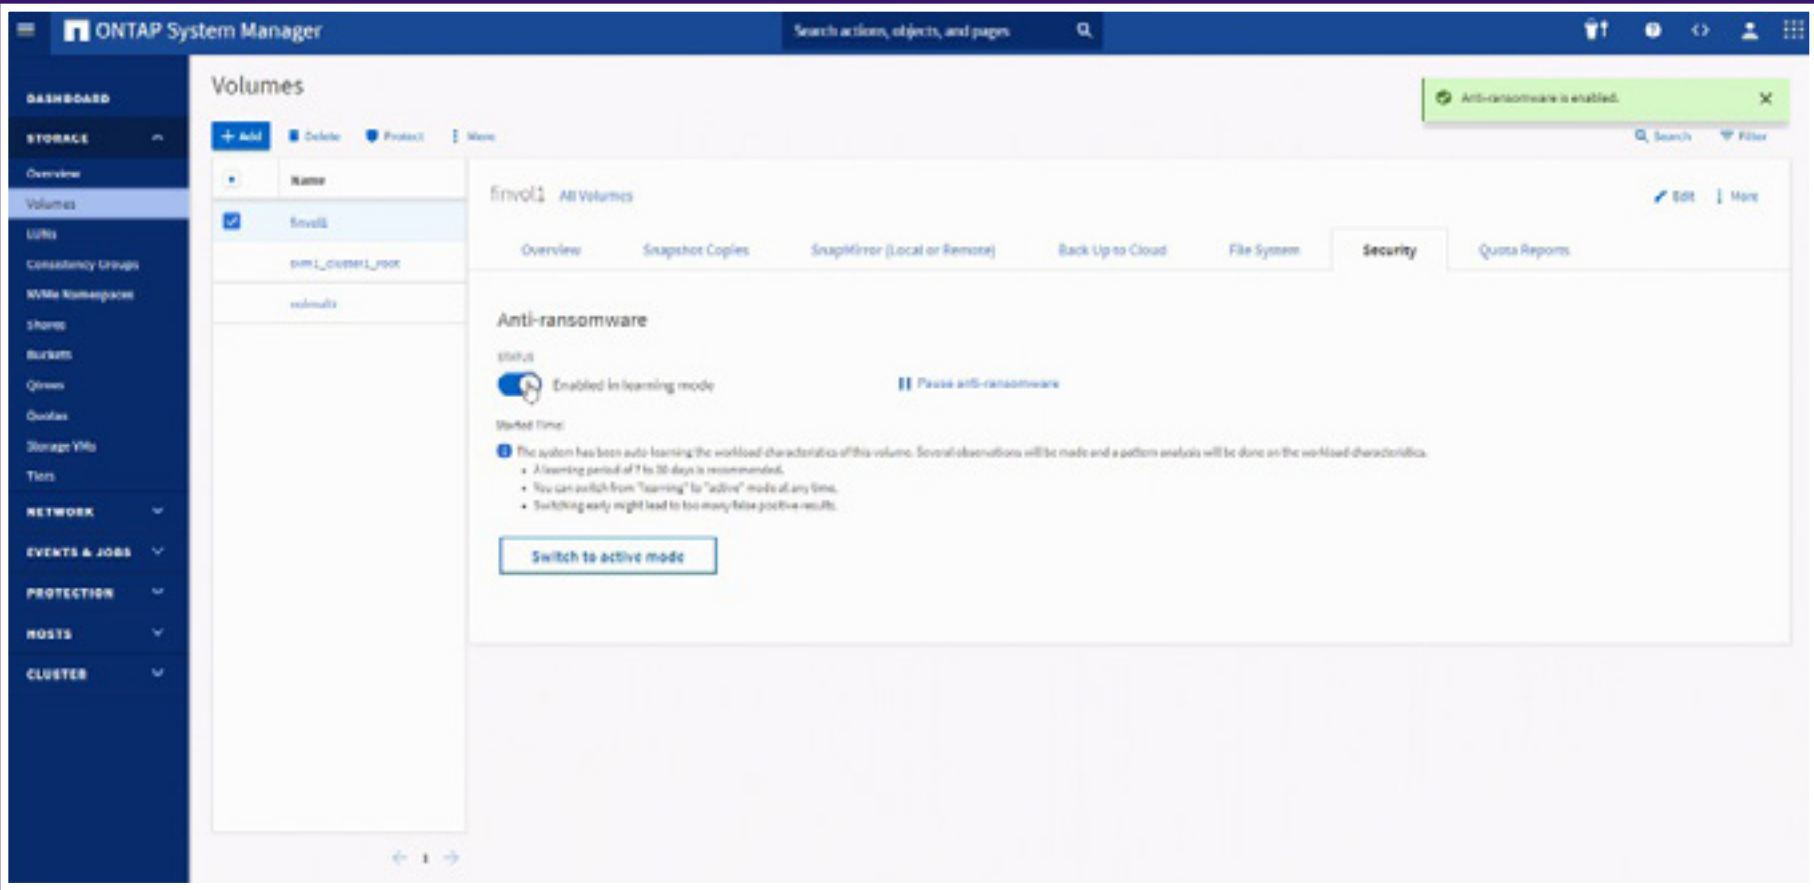 ONTAP System Manager
Search actions, objects, and pages
DASHBOARD
STORAGE
Overview
Volumes
LUNs
Consistency Groups
NVMe Namespaces
Shares
Buckets
Qtrees
Quotas
Storage VMs
Tiers
NETWORK
EVENTS & JOBS
PROTECTION
HOSTS
CLUSTER
Volumes
Anti-ransomware is enabled.
+ Add Delete Protect More
Search Filter
Name
finvol1
svm1_cluster1_root
finvol1 All Volumes
Edit More
Overview Snapshot Copies SnapMirror (Local or Remote) Back Up to Cloud File System Security Quota Reports
Anti-ransomware
STATUS
Enabled in learning mode
Pause anti-ransomware
Started Time:
The system has been auto-learning the workload characteristics of this volume. Several observations will be made and a pattern analysis will be done on the workload characteristics.
• A learning period of 7 to 30 days is recommended.
• You can switch from "learning" to "active" mode at any time.
• Switching early might lead to too many false positive results.
Switch to active mode
1